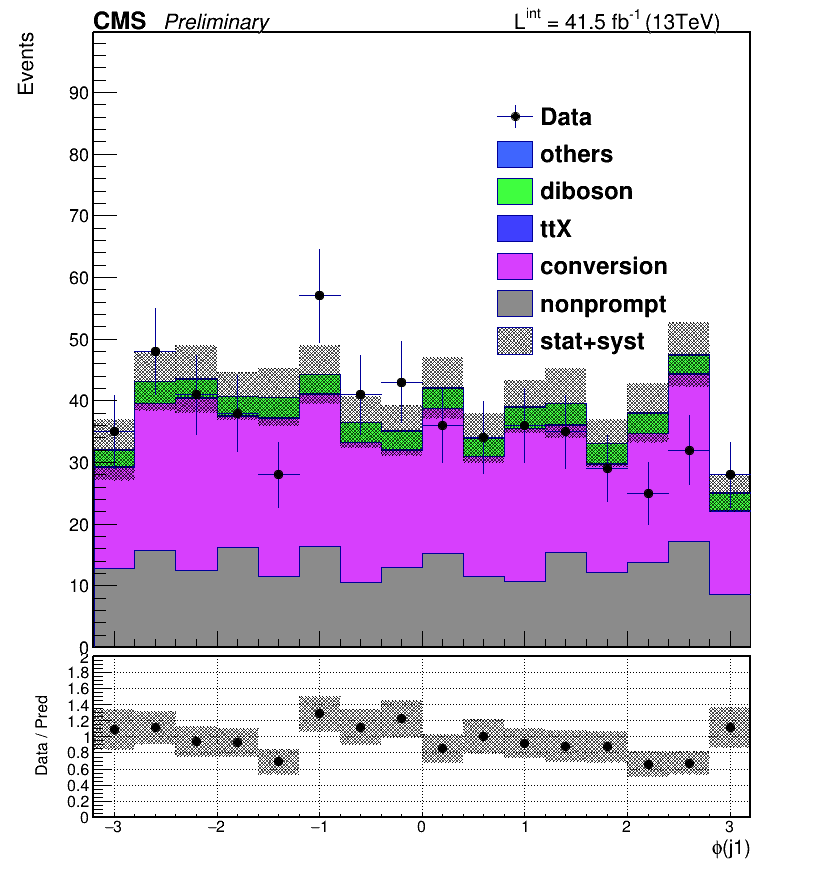 CMS Preliminary L^int = 41.5 fb^-1 (13TeV)
Events
90
80
70
60
50
40
30
20
10
0
Data
others
diboson
ttX
conversion
nonprompt
stat+syst
Data / Pred
2
1.8
1.6
1.4
1.2
1
0.8
0.6
0.4
0.2
0
−3 −2 −1 0 1 2 3
ϕ(j1)